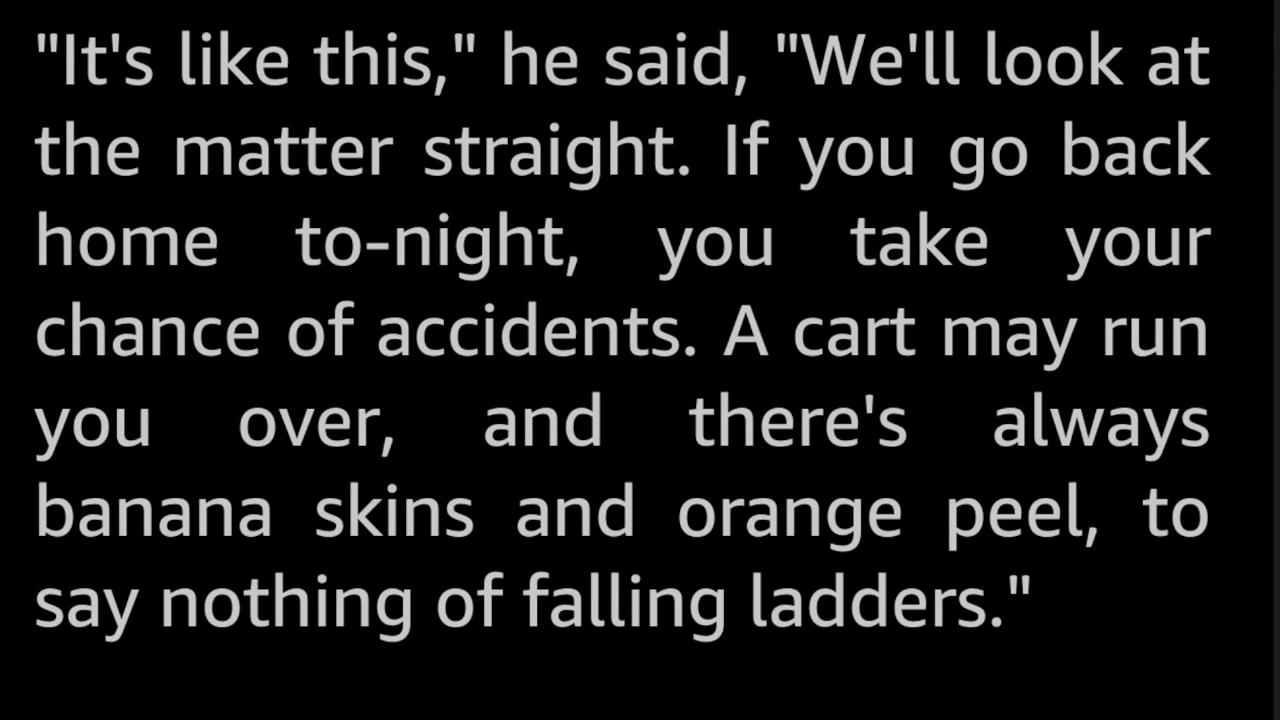 "It's like this," he said, "We'll look at
the matter straight. If you go back
home to-night, you take your
chance of accidents. A cart may run
you over, and there's always
banana skins and orange peel, to
say nothing of falling ladders."